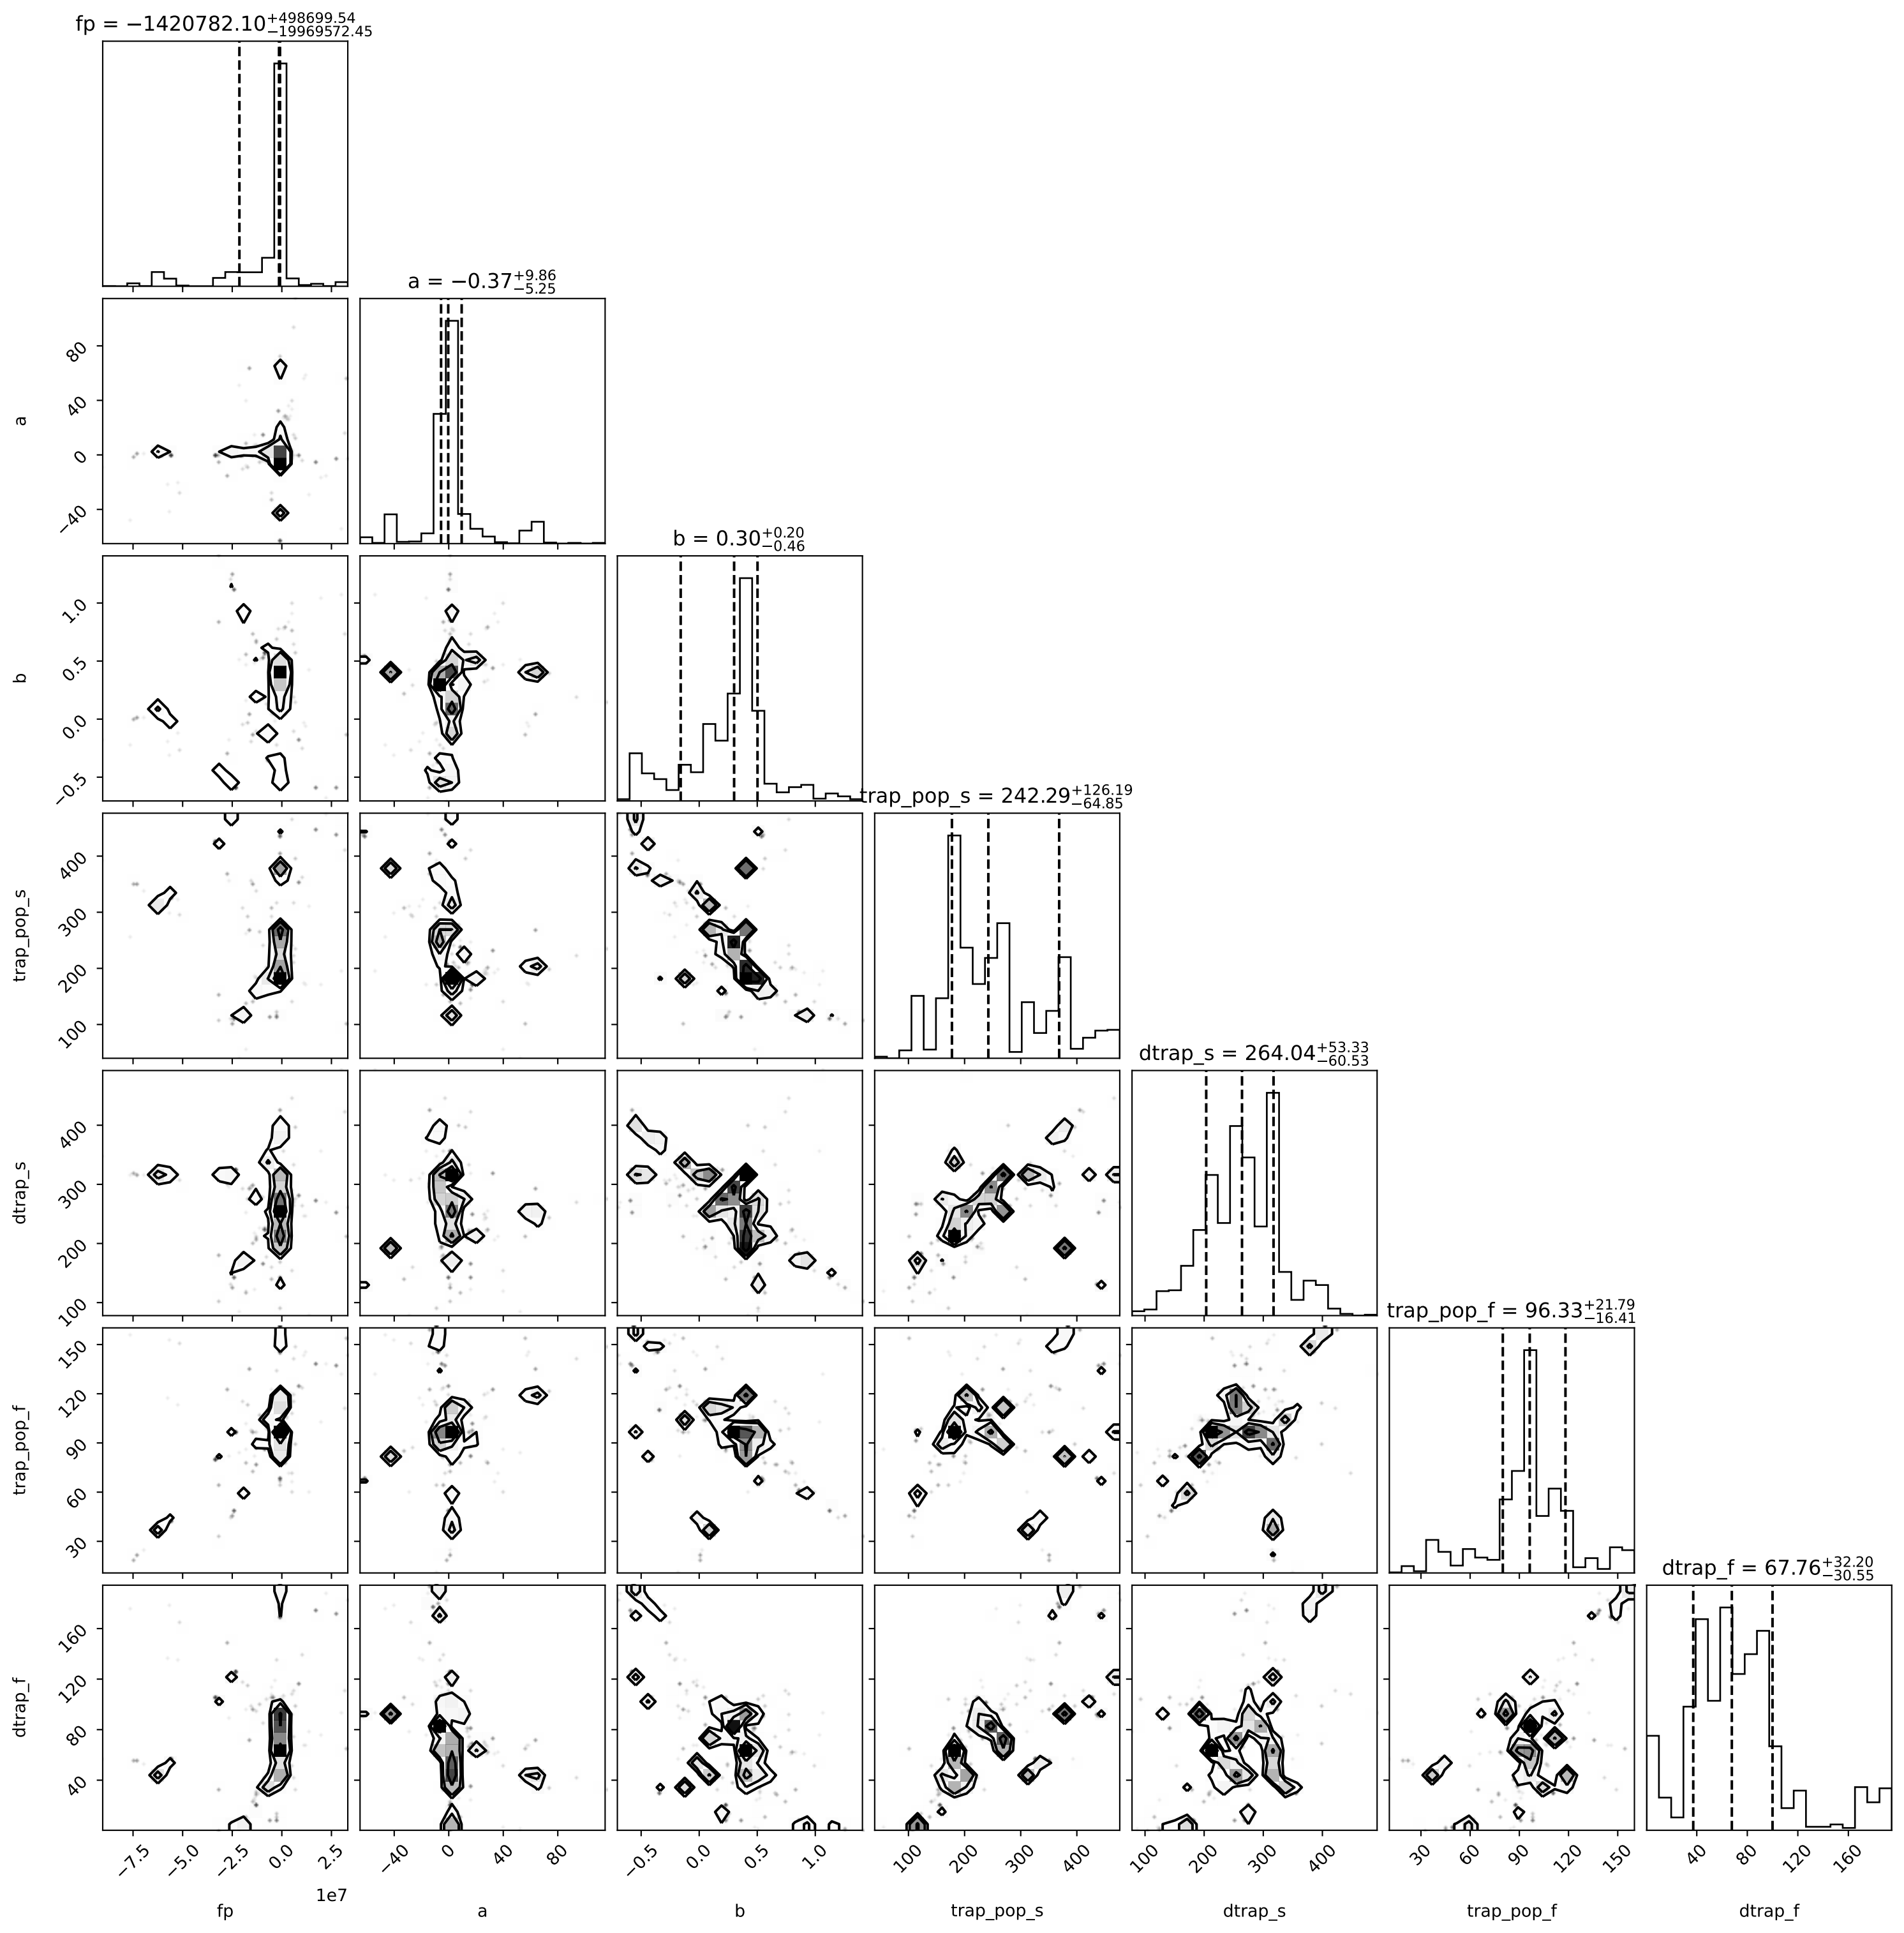 fp = −1420782.10 +498699.54 −19969572.45
a = −0.37 +9.86 −5.25
80
40
0
−40
a
b = 0.30 +0.20 −0.46
1.0
0.5
0.0
−0.5
b
trap_pop_s = 242.29 +126.19 −64.85
400
300
200
100
trap_pop_s
dtrap_s = 264.04 +53.33 −60.53
400
300
200
100
dtrap_s
trap_pop_f = 96.33 +21.79 −16.41
150
120
90
60
30
trap_pop_f
dtrap_f = 67.76 +32.20 −30.55
160
120
80
40
dtrap_f
−7.5 −5.0 −2.5 0.0 2.5 −40 0 40 80 −0.5 0.0 0.5 1.0 100 200 300 400 100 200 300 400 30 60 90 120 150 40 80 120 160
1e7
fp a b trap_pop_s dtrap_s trap_pop_f dtrap_f